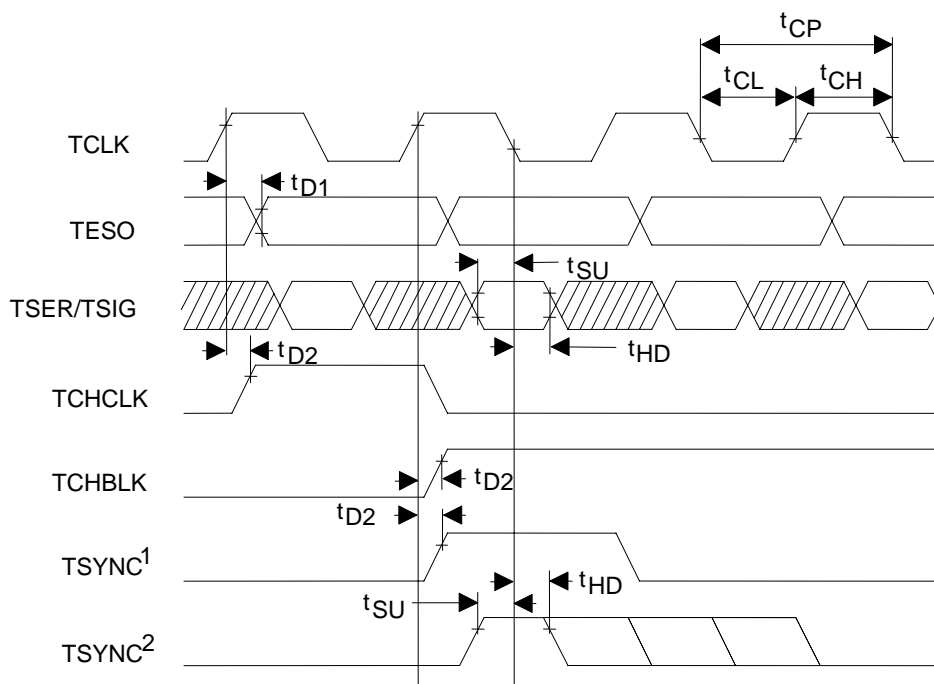 tCP
tCL tCH
TCLK
tD1
TESO
tSU
TSER/TSIG
tHD
tD2
TCHCLK
TCHBLK
tD2
tD2
TSYNC1
tHD
tSU
TSYNC2